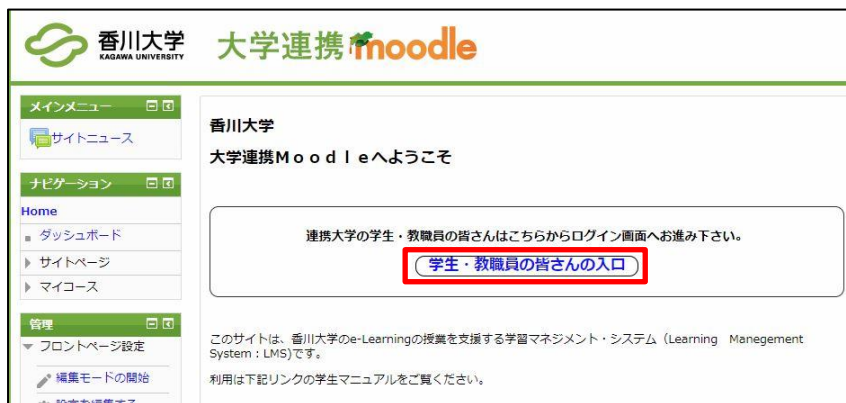 香川大学
KAGAWA UNIVERSITY
大学連携moodle
メインメニュー
サイトニュース
ナビゲーション
Home
ダッシュボード
サイトページ
マイコース
管理
フロントページ設定
編集モードの開始
設定を編集する
香川大学
大学連携Ｍｏｏｄｌｅへようこそ
連携大学の学生・教職員の皆さんはこちらからログイン画面へお進み下さい。
学生・教職員の皆さんの入口
このサイトは、香川大学のe-Learningの授業を支援する学習マネジメント・システム（Learning Manegement
System：LMS)です。
利用は下記リンクの学生マニュアルをご覧ください。